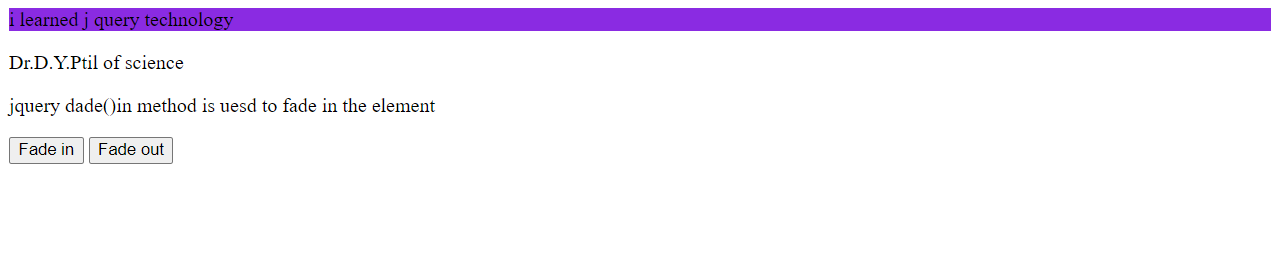 i learned j query technology
Dr.D.Y.Ptil of science
jquery dade()in method is uesd to fade in the element
Fade in Fade out